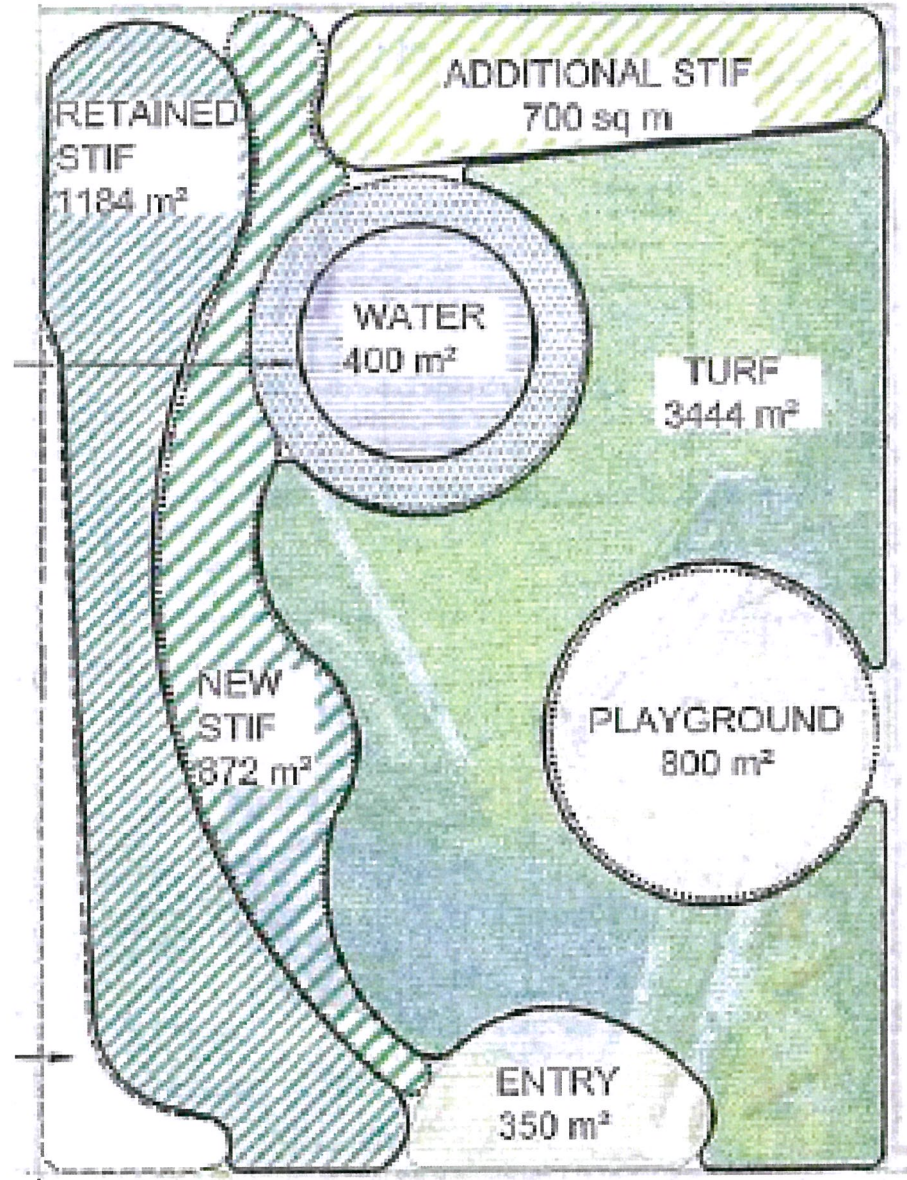 ADDITIONAL STIF
700 sq m
RETAINED
STIF
1184 m²
WATER
400 m²
TURF
3444 m²
NEW
STIF
872 m²
PLAYGROUND
800 m²
ENTRY
350 m²